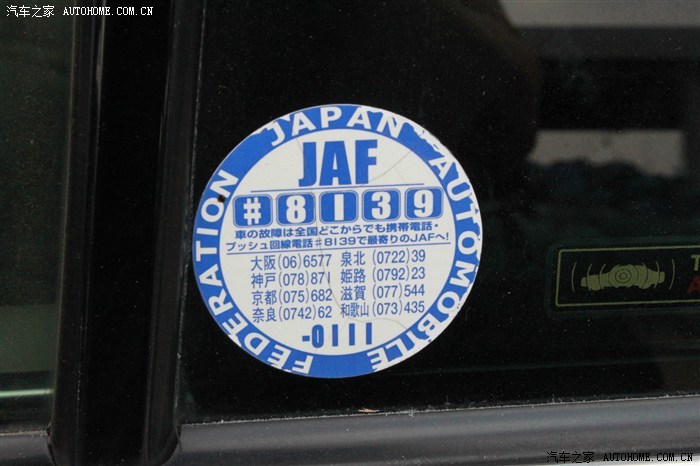 汽车之家 AUTOHOME.COM.CN
JAPAN AUTOMOBILE FEDERATION
JAF
#8139
車の故障は全国どこからでも携帯電話・
プッシュ回線電話#8139で最寄りのJAFへ!
大阪(06)6577 泉北(0722)39
神戸(078)871 姫路(0792)23
京都(075)682 滋賀(077)544
奈良(0742)62 和歌山(073)435
-0111
汽车之家 AUTOHOME.COM.CN